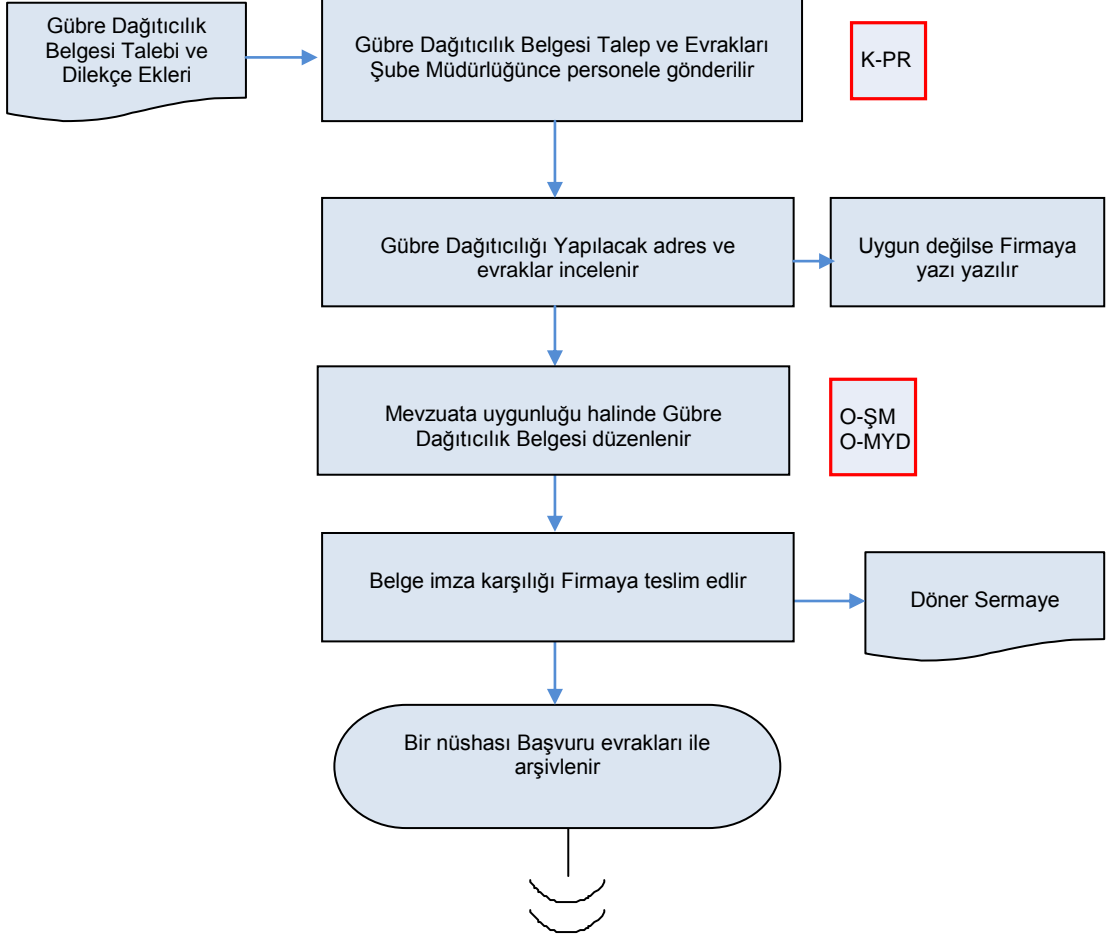 Gübre Dağıtıcılık
Belgesi Talebi ve
Dilekçe Ekleri
Gübre Dağıtıcılık Belgesi Talep ve Evrakları
Şube Müdürlüğünce personele gönderilir
K-PR
Gübre Dağıtıcılığı Yapılacak adres ve
evraklar incelenir
Uygun değilse Firmaya
yazı yazılır
Mevzuata uygunluğu halinde Gübre
Dağıtıcılık Belgesi düzenlenir
O-ŞM
O-MYD
Belge imza karşılığı Firmaya teslim edlir
Döner Sermaye
Bir nüshası Başvuru evrakları ile
arşivlenir